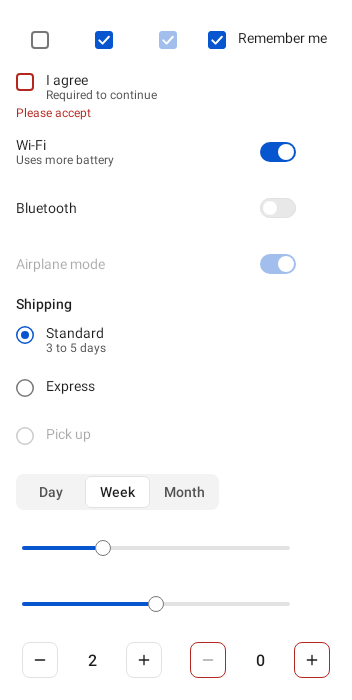 Remember me
I agree
Required to continue
Please accept
Wi-Fi
Uses more battery
Bluetooth
Airplane mode
Shipping
Standard
3 to 5 days
Express
Pick up
Day Week Month
− 2 + − 0 +